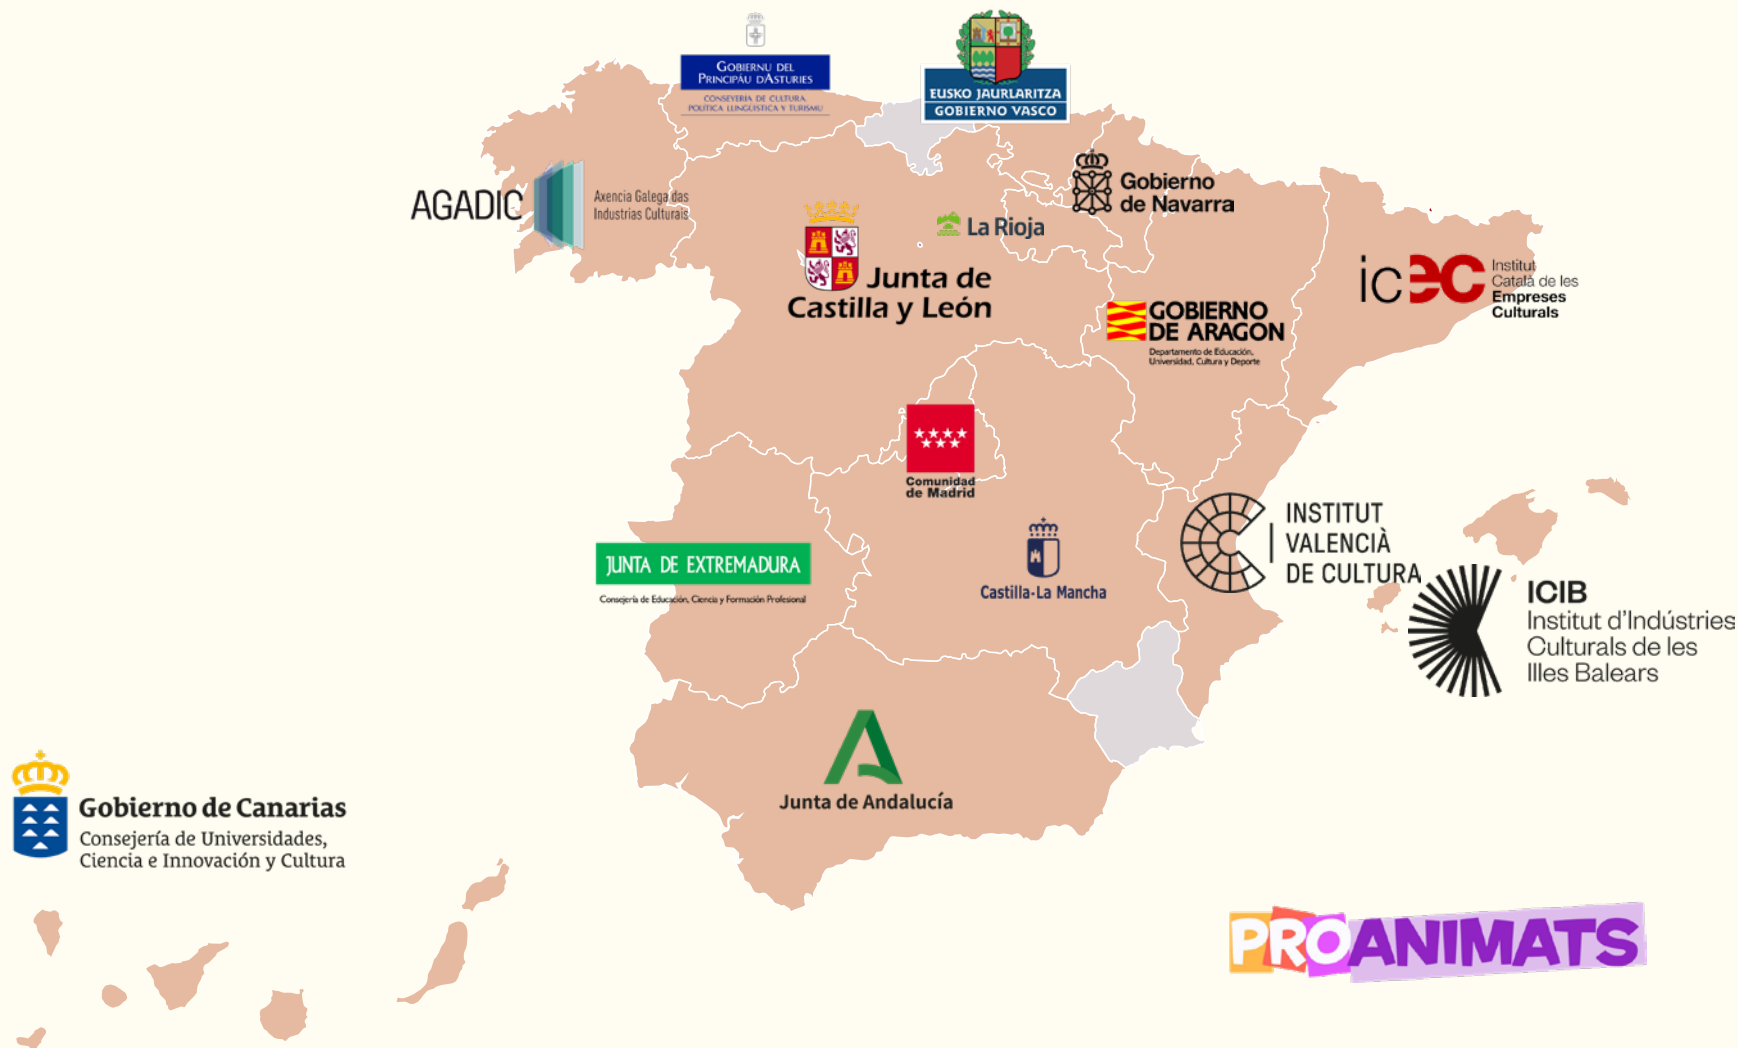 GOBIERNU DEL
PRINCIPÁU D'ASTURIES
CONSEYERÍA DE CULTURA,
POLÍTICA LLINGÜÍSTICA Y TURISMU
EUSKO JAURLARITZA
GOBIERNO VASCO
AGADIC
Axencia Galega das
Industrias Culturais
Junta de
Castilla y León
La Rioja
Gobierno
de Navarra
GOBIERNO
DE ARAGON
Departamento de Educación,
Universidad, Cultura y Deporte
icec
Institut
Català de les
Empreses
Culturals
Comunidad
de Madrid
JUNTA DE EXTREMADURA
Consejería de Educación, Ciencia y Formación Profesional
Castilla-La Mancha
INSTITUT
VALENCIÀ
DE CULTURA
ICIB
Institut d'Indústries
Culturals de les
Illes Balears
Junta de Andalucía
Gobierno de Canarias
Consejería de Universidades,
Ciencia e Innovación y Cultura
PROANIMATS